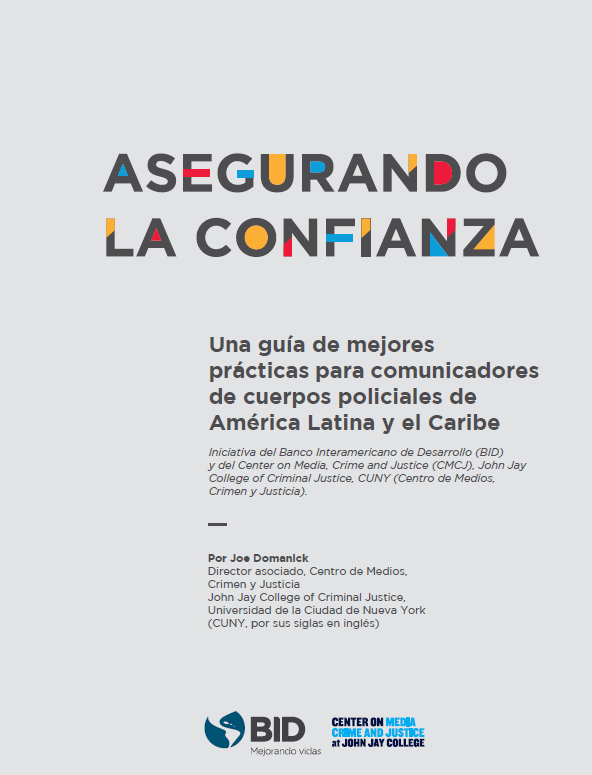 ASEGURANDO
LA CONFIANZA
Una guía de mejores
prácticas para comunicadores
de cuerpos policiales de
América Latina y el Caribe
Iniciativa del Banco Interamericano de Desarrollo (BID)
y del Center on Media, Crime and Justice (CMCJ), John Jay
College of Criminal Justice, CUNY (Centro de Medios,
Crimen y Justicia).
Por Joe Domanick
Director asociado, Centro de Medios,
Crimen y Justicia
John Jay College of Criminal Justice,
Universidad de la Ciudad de Nueva York
(CUNY, por sus siglas en inglés)
BID
Mejorando vidas
CENTER ON MEDIA
CRIME AND JUSTICE
at JOHN JAY COLLEGE